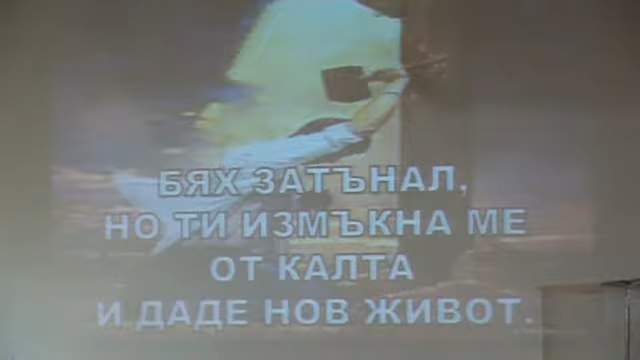 БЯХ ЗАТЪНАЛ,
НО ТИ ИЗМЪКНА МЕ
ОТ КАЛТА
И ДАДЕ НОВ ЖИВОТ.